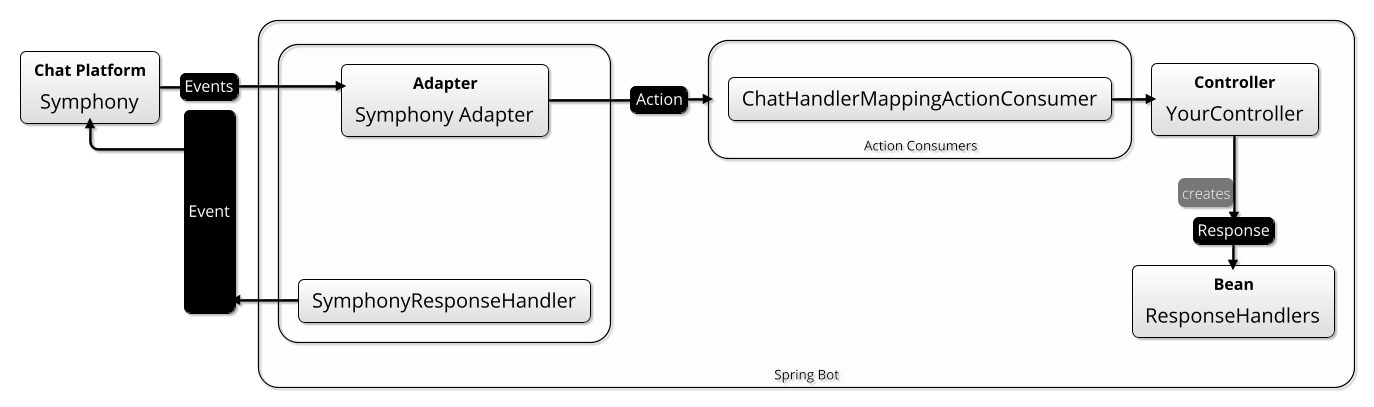 Chat Platform
Symphony
Events
Adapter
Symphony Adapter
Action
ChatHandlerMappingActionConsumer
Action Consumers
Controller
YourController
creates
Response
Bean
ResponseHandlers
Event
SymphonyResponseHandler
Spring Bot